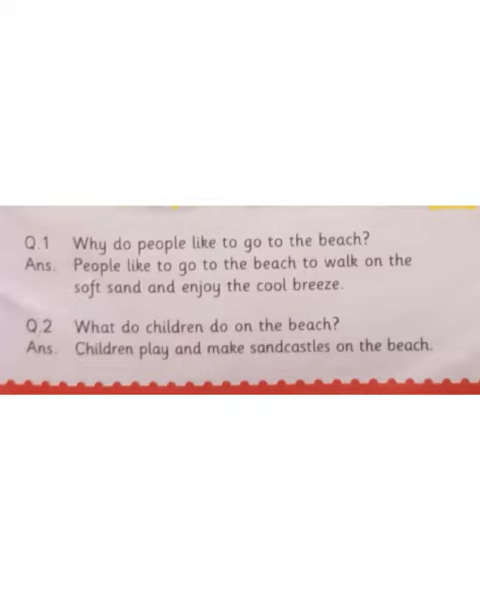 Q.1 Why do people like to go to the beach?
Ans. People like to go to the beach to walk on the
soft sand and enjoy the cool breeze.
Q.2 What do children do on the beach?
Ans. Children play and make sandcastles on the beach.